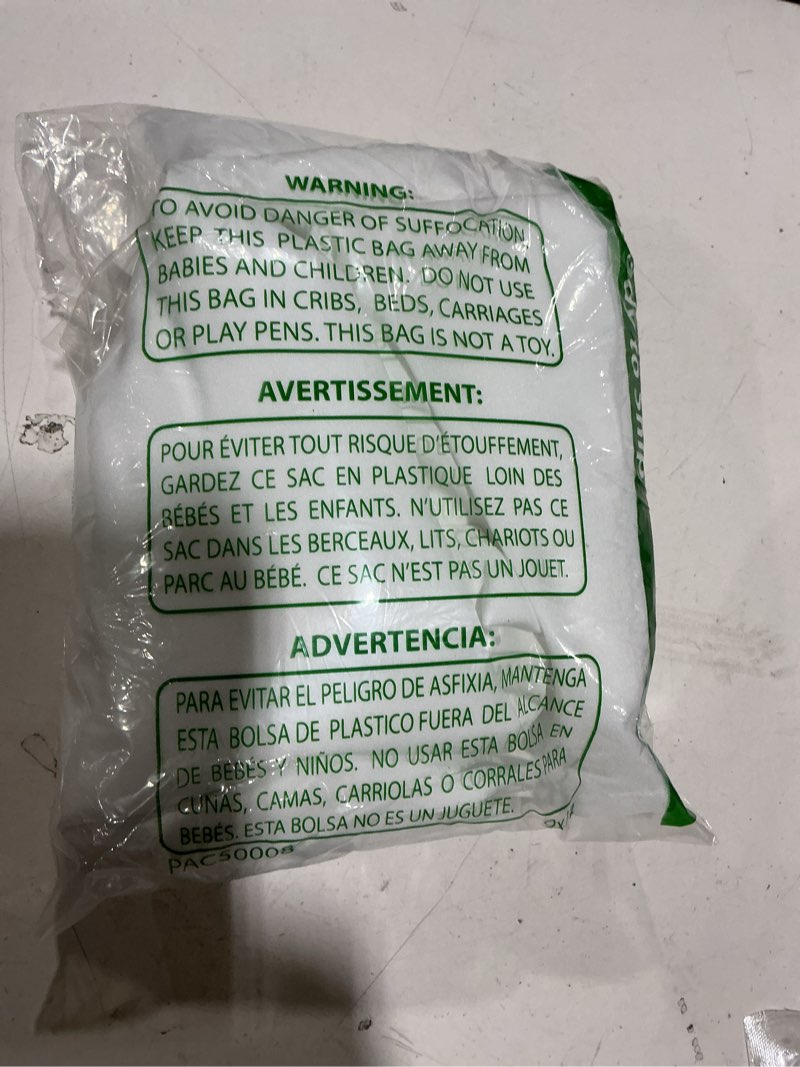 WARNING:
TO AVOID DANGER OF SUFFOCATION
KEEP THIS PLASTIC BAG AWAY FROM
BABIES AND CHILDREN. DO NOT USE
THIS BAG IN CRIBS, BEDS, CARRIAGES
OR PLAY PENS. THIS BAG IS NOT A TOY.
AVERTISSEMENT:
POUR ÉVITER TOUT RISQUE D'ÉTOUFFEMENT,
GARDEZ CE SAC EN PLASTIQUE LOIN DES
BÉBÉS ET LES ENFANTS. N'UTILISEZ PAS CE
SAC DANS LES BERCEAUX, LITS, CHARIOTS OU
PARC AU BÉBÉ. CE SAC N'EST PAS UN JOUET.
ADVERTENCIA:
PARA EVITAR EL PELIGRO DE ASFIXIA, MANTENGA
ESTA BOLSA DE PLASTICO FUERA DEL ALCANCE
DE BEBÉS Y NIÑOS. NO USAR ESTA BOLSA EN
CUNAS, CAMAS, CARRIOLAS O CORRALES PARA
BEBÉS. ESTA BOLSA NO ES UN JUGUETE.
PAC50008